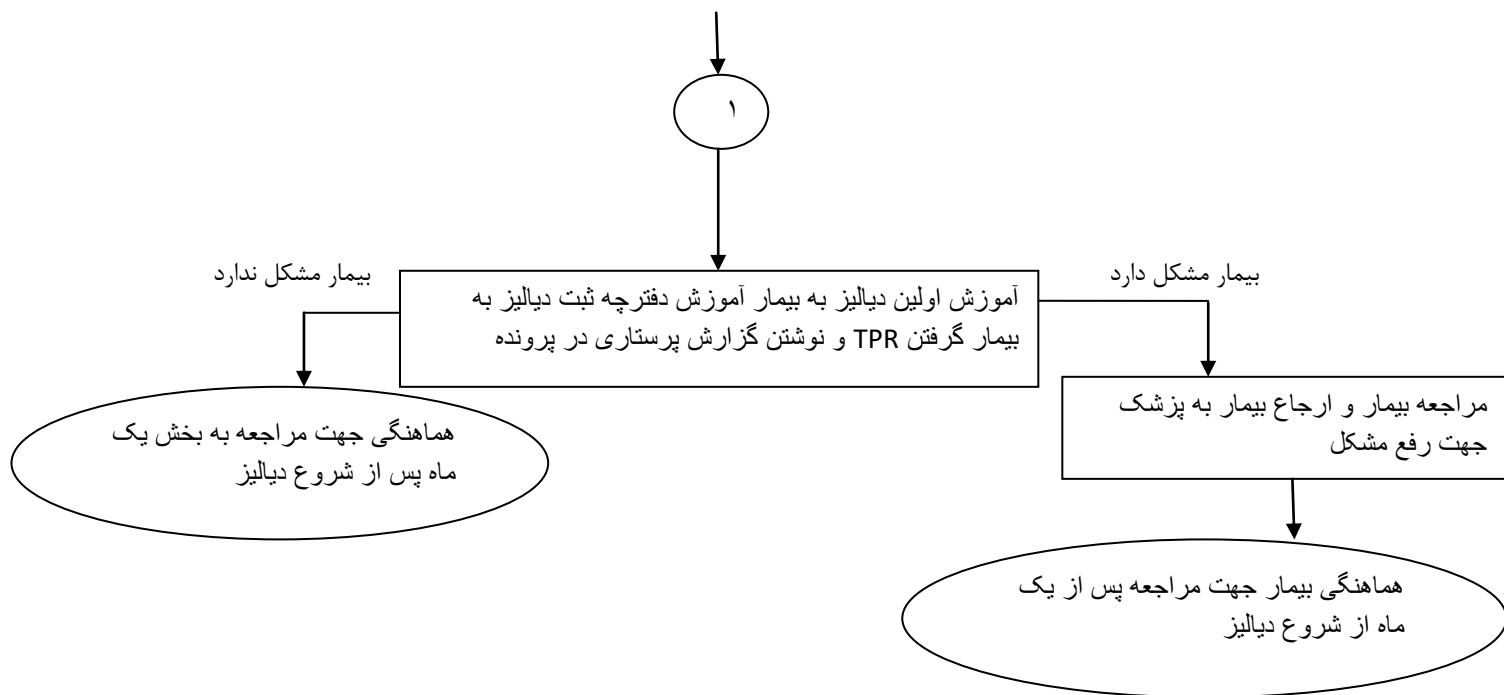 ۱
بیمار مشکل دارد
بیمار مشکل ندارد
آموزش اولین دیالیز به بیمار آموزش دفترچه ثبت دیالیز به
بیمار گرفتن TPR و نوشتن گزارش پرستاری در پرونده
مراجعه بیمار و ارجاع بیمار به پزشک
جهت رفع مشکل
هماهنگی جهت مراجعه به بخش یک
ماه پس از شروع دیالیز
هماهنگی بیمار جهت مراجعه پس از یک
ماه از شروع دیالیز